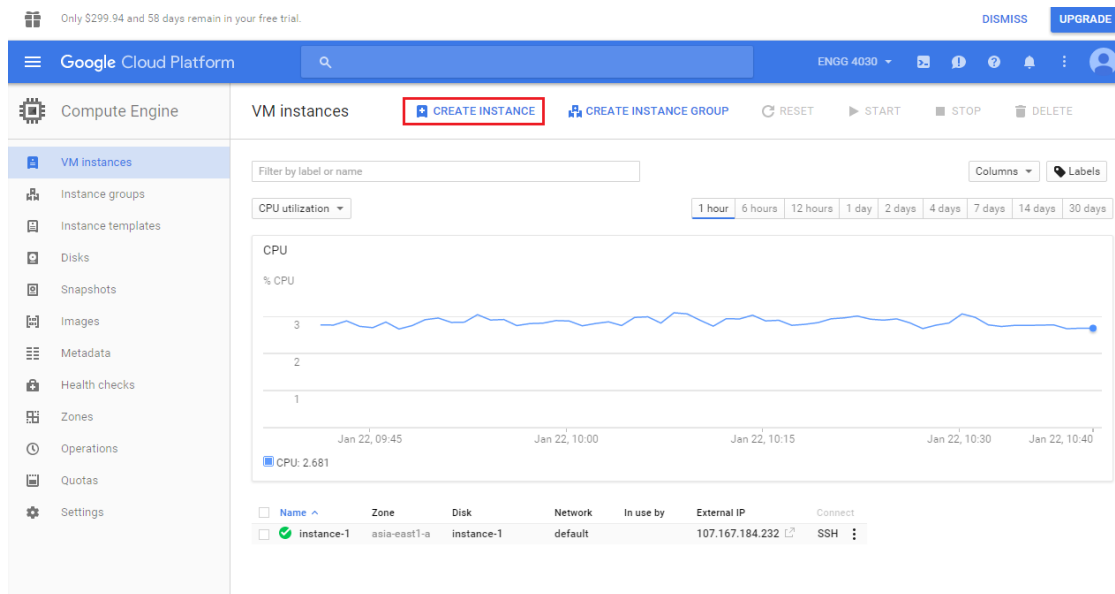 Only $299.94 and 58 days remain in your free trial. DISMISS UPGRADE
Google Cloud Platform ENGG 4030
Compute Engine VM instances CREATE INSTANCE CREATE INSTANCE GROUP RESET START STOP DELETE
VM instances
Instance groups
Instance templates
Disks
Snapshots
Images
Metadata
Health checks
Zones
Operations
Quotas
Settings
Filter by label or name Columns Labels
CPU utilization 1 hour 6 hours 12 hours 1 day 2 days 4 days 7 days 14 days 30 days
CPU
% CPU
3
2
1
Jan 22, 09:45 Jan 22, 10:00 Jan 22, 10:15 Jan 22, 10:30 Jan 22, 10:40
CPU: 2.681
Name Zone Disk Network In use by External IP Connect
instance-1 asia-east1-a instance-1 default 107.167.184.232 SSH